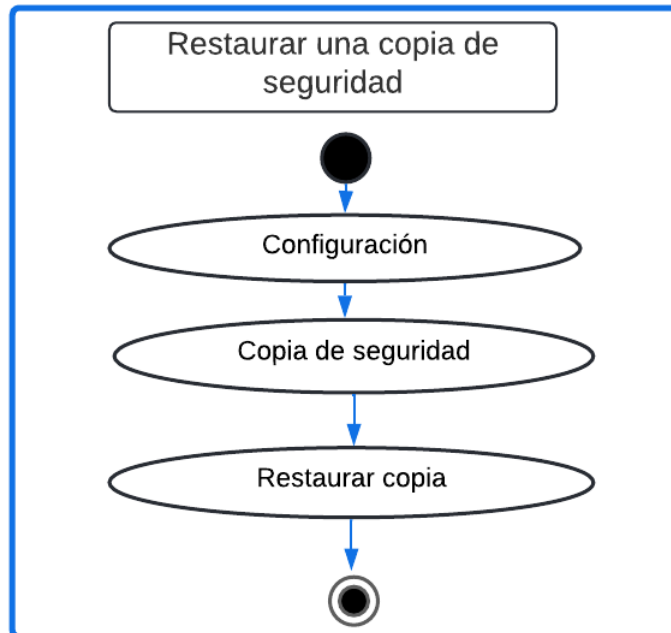 Restaurar una copia de
seguridad
Configuración
Copia de seguridad
Restaurar copia